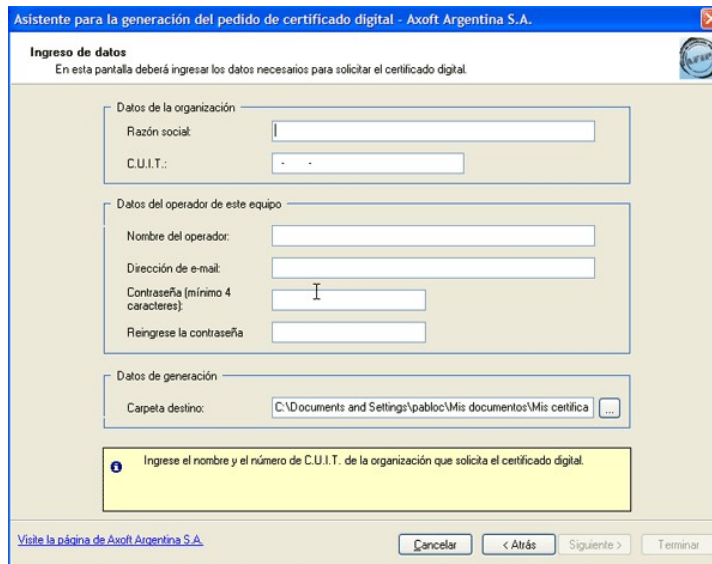 Asistente para la generación del pedido de certificado digital - Axoft Argentina S.A.
Ingreso de datos
En esta pantalla deberá ingresar los datos necesarios para solicitar el certificado digital.
Datos de la organización
Razón social:
C.U.I.T.:
- -
Datos del operador de este equipo
Nombre del operador:
Dirección de e-mail:
Contraseña (mínimo 4
caracteres):
Reingrese la contraseña
Datos de generación
Carpeta destino: C:\Documents and Settings\pabloc\Mis documentos\Mis certifica ...
Ingrese el nombre y el número de C.U.I.T. de la organización que solicita el certificado digital.
Visite la página de Axoft Argentina S.A. Cancelar < Atrás Siguiente > Terminar